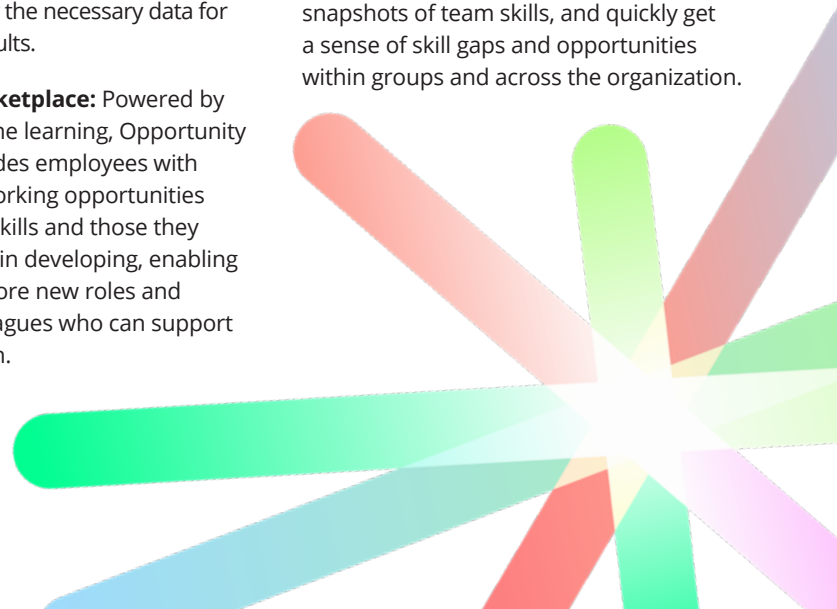 the necessary data for
ults.
ketplace: Powered by
ne learning, Opportunity
des employees with
orking opportunities
kills and those they
in developing, enabling
ore new roles and
agues who can support
n.
snapshots of team skills, and quickly get
a sense of skill gaps and opportunities
within groups and across the organization.